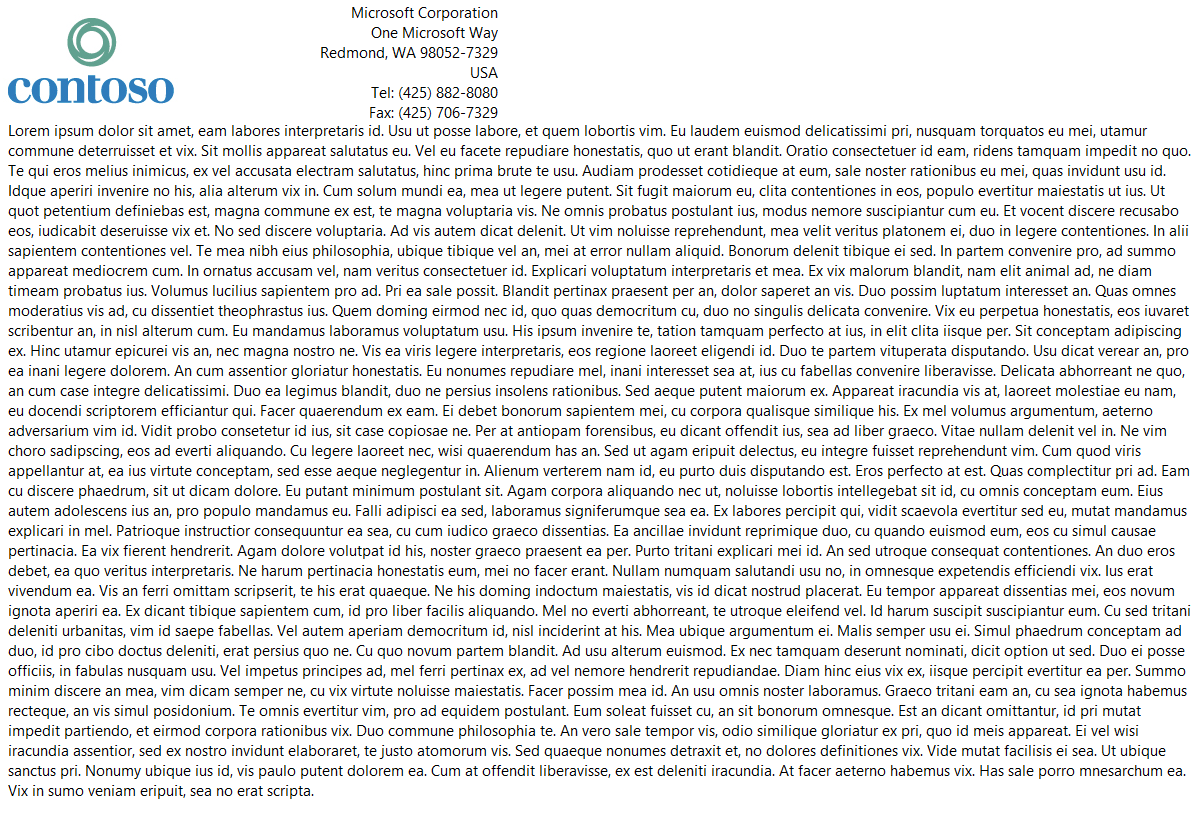 contoso
Microsoft Corporation
One Microsoft Way
Redmond, WA 98052-7329
USA
Tel: (425) 882-8080
Fax: (425) 706-7329
Lorem ipsum dolor sit amet, eam labores interpretaris id. Usu ut posse labore, et quem lobortis vim. Eu laudem euismod delicatissimi pri, nusquam torquatos eu mei, utamur
commune deterruisset et vix. Sit mollis appareat salutatus eu. Vel eu facete repudiare honestatis, quo ut erant blandit. Oratio consectetuer id eam, ridens tamquam impedit no quo.
Te qui eros melius inimicus, ex vel accusata electram salutatus, hinc prima brute te usu. Audiam prodesset cotidieque at eum, sale noster rationibus eu mei, quas invidunt usu id.
Idque aperiri invenire no his, alia alterum vix in. Cum solum mundi ea, mea ut legere putent. Sit fugit maiorum eu, clita contentiones in eos, populo evertitur maiestatis ut ius. Ut
quot petentium definiebas est, magna commune ex est, te magna voluptaria vis. Ne omnis probatus postulant ius, modus nemore suscipiantur cum eu. Et vocent discere recusabo
eos, iudicabit deseruisse vix et. No sed discere voluptaria. Ad vis autem dicat delenit. Ut vim noluisse reprehendunt, mea velit veritus platonem ei, duo in legere contentiones. In alii
sapientem contentiones vel. Te mea nibh eius philosophia, ubique tibique vel an, mei at error nullam aliquid. Bonorum delenit tibique ei sed. In partem convenire pro, ad summo
appareat mediocrem cum. In ornatus accusam vel, nam veritus consectetuer id. Explicari voluptatum interpretaris et mea. Ex vix malorum blandit, nam elit animal ad, ne diam
timeam probatus ius. Volumus lucilius sapientem pro ad. Pri ea sale possit. Blandit pertinax praesent per an, dolor saperet an vis. Duo possim luptatum interesset an. Quas omnes
moderatius vis ad, cu dissentiet theophrastus ius. Quem doming eirmod nec id, quo quas democritum cu, duo no singulis delicata convenire. Vix eu perpetua honestatis, eos iuvaret
scribentur an, in nisl alterum cum. Eu mandamus laboramus voluptatum usu. His ipsum invenire te, tation tamquam perfecto at ius, in elit clita iisque per. Sit conceptam adipiscing
ex. Hinc utamur epicurei vis an, nec magna nostro ne. Vis ea viris legere interpretaris, eos regione laoreet eligendi id. Duo te partem vituperata disputando. Usu dicat verear an, pro
ea inani legere dolorem. An cum assentior gloriatur honestatis. Eu nonumes repudiare mel, inani interesset sea at, ius cu fabellas convenire liberavisse. Delicata abhorreant ne quo,
an cum case integre delicatissimi. Duo ea legimus blandit, duo ne persius insolens rationibus. Sed aeque putent maiorum ex. Appareat iracundia vis at, laoreet molestiae eu nam,
eu docendi scriptorem efficiantur qui. Facer quaerendum ex eam. Ei debet bonorum sapientem mei, cu corpora qualisque similique his. Ex mel volumus argumentum, aeterno
adversarium vim id. Vidit probo consetetur id ius, sit case copiosae ne. Per at antiopam forensibus, eu dicant offendit ius, sea ad liber graeco. Vitae nullam delenit vel in. Ne vim
choro sadipscing, eos ad everti aliquando. Cu legere laoreet nec, wisi quaerendum has an. Sed ut agam eripuit delectus, eu integre fuisset reprehendunt vim. Cum quod viris
appellantur at, ea ius virtute conceptam, sed esse aeque neglegentur in. Alienum verterem nam id, eu purto duis disputando est. Eros perfecto at est. Quas complectitur pri ad. Eam
cu discere phaedrum, sit ut dicam dolore. Eu putant minimum postulant sit. Agam corpora aliquando nec ut, noluisse lobortis intellegebat sit id, cu omnis conceptam eum. Eius
autem adolescens ius an, pro populo mandamus eu. Falli adipisci ea sed, laboramus signiferumque sea ea. Ex labores percipit qui, vidit scaevola evertitur sed eu, mutat mandamus
explicari in mel. Patrioque instructior consequuntur ea sea, cu cum iudico graeco dissentias. Ea ancillae invidunt reprimique duo, cu quando euismod eum, eos cu simul causae
pertinacia. Ea vix fierent hendrerit. Agam dolore volutpat id his, noster graeco praesent ea per. Purto tritani explicari mei id. An sed utroque consequat contentiones. An duo eros
debet, ea quo veritus interpretaris. Ne harum pertinacia honestatis eum, mei no facer erant. Nullam numquam salutandi usu no, in omnesque expetendis efficiendi vix. Ius erat
vivendum ea. Vis an ferri omittam scripserit, te his erat quaeque. Ne his doming indoctum maiestatis, vis id dicat nostrud placerat. Eu tempor appareat dissentias mei, eos novum
ignota aperiri ea. Ex dicant tibique sapientem cum, id pro liber facilis aliquando. Mel no everti abhorreant, te utroque eleifend vel. Id harum suscipit suscipiantur eum. Cu sed tritani
deleniti urbanitas, vim id saepe fabellas. Vel autem aperiam democritum id, nisl inciderint at his. Mea ubique argumentum ei. Malis semper usu ei. Simul phaedrum conceptam ad
duo, id pro cibo doctus deleniti, erat persius quo ne. Cu quo novum partem blandit. Ad usu alterum euismod. Ex nec tamquam deserunt nominati, dicit option ut sed. Duo ei posse
officiis, in fabulas nusquam usu. Vel impetus principes ad, mel ferri pertinax ex, ad vel nemore hendrerit repudiandae. Diam hinc eius vix ex, iisque percipit evertitur ea per. Summo
minim discere an mea, vim dicam semper ne, cu vix virtute noluisse maiestatis. Facer possim mea id. An usu omnis noster laboramus. Graeco tritani eam an, cu sea ignota habemus
recteque, an vis simul posidonium. Te omnis evertitur vim, pro ad equidem postulant. Eum soleat fuisset cu, an sit bonorum omnesque. Est an dicant omittantur, id pri mutat
impedit partiendo, et eirmod corpora rationibus vix. Duo commune philosophia te. An vero sale tempor vis, odio similique gloriatur ex pri, quo id meis appareat. Ei vel wisi
iracundia assentior, sed ex nostro invidunt elaboraret, te justo atomorum vis. Sed quaeque nonumes detraxit et, no dolores definitiones vix. Vide mutat facilisis ei sea. Ut ubique
sanctus pri. Nonumy ubique ius id, vis paulo putent dolorem ea. Cum at offendit liberavisse, ex est deleniti iracundia. At facer aeterno habemus vix. Has sale porro mnesarchum ea.
Vix in sumo veniam eripuit, sea no erat scripta.